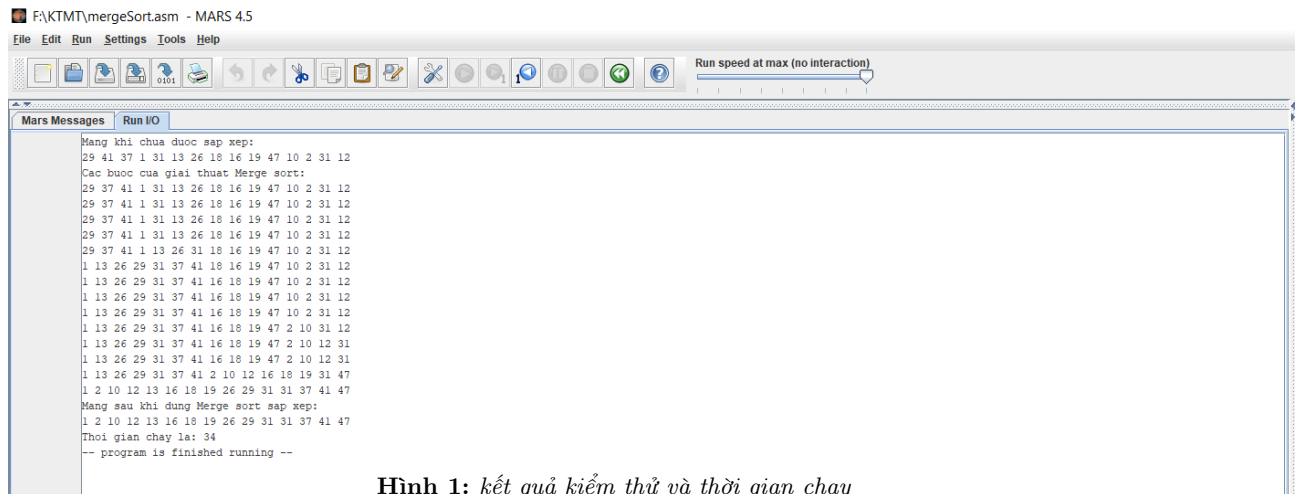 F:\KTMT\mergeSort.asm - MARS 4.5
File Edit Run Settings Tools Help
Run speed at max (no interaction)
Mars Messages Run I/O
Mang khi chua duoc sap xep:
29 41 37 1 31 13 26 18 16 19 47 10 2 31 12
Cac buoc cua giai thuat Merge sort:
29 37 41 1 31 13 26 18 16 19 47 10 2 31 12
29 37 41 1 31 13 26 18 16 19 47 10 2 31 12
29 37 41 1 31 13 26 18 16 19 47 10 2 31 12
29 37 41 1 31 13 26 18 16 19 47 10 2 31 12
29 37 41 1 13 26 31 18 16 19 47 10 2 31 12
1 13 26 29 31 37 41 18 16 19 47 10 2 31 12
1 13 26 29 31 37 41 16 18 19 47 10 2 31 12
1 13 26 29 31 37 41 16 18 19 47 10 2 31 12
1 13 26 29 31 37 41 16 18 19 47 10 2 31 12
1 13 26 29 31 37 41 16 18 19 47 2 10 31 12
1 13 26 29 31 37 41 16 18 19 47 2 10 12 31
1 13 26 29 31 37 41 16 18 19 47 2 10 12 31
1 13 26 29 31 37 41 2 10 12 16 18 19 31 47
1 2 10 12 13 16 18 19 26 29 31 31 37 41 47
Mang sau khi dung Merge sort sap xep:
1 2 10 12 13 16 18 19 26 29 31 31 37 41 47
Thoi gian chay la: 34
-- program is finished running --
Hình 1: kết quả kiểm thử và thời gian chạy